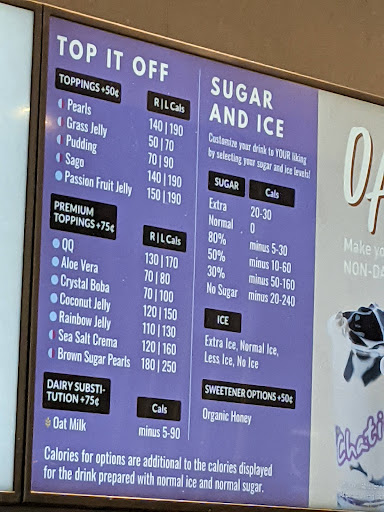 TOP IT OFF
TOPPINGS +50¢ R | L Cals
Pearls 140 | 190
Grass Jelly 50 | 70
Pudding 70 | 90
Sago 140 | 190
Passion Fruit Jelly 150 | 190
PREMIUM
TOPPINGS +75¢ R | L Cals
QQ 130 | 170
Aloe Vera 70 | 80
Crystal Boba 70 | 100
Coconut Jelly 120 | 150
Rainbow Jelly 110 | 130
Sea Salt Crema 120 | 160
Brown Sugar Pearls 180 | 250
DAIRY SUBSTI-
TUTION +75¢ Cals
Oat Milk minus 5-90
SUGAR
AND ICE
Customize your drink to YOUR liking
by selecting your sugar and ice levels!
SUGAR Cals
Extra 20-30
Normal 0
80% minus 5-30
50% minus 10-60
30% minus 50-160
No Sugar minus 20-240
ICE
Extra Ice, Normal Ice,
Less Ice, No Ice
SWEETENER OPTIONS +50¢
Organic Honey
Calories for options are additional to the calories displayed
for the drink prepared with normal ice and normal sugar.
Make yo
NON-DA